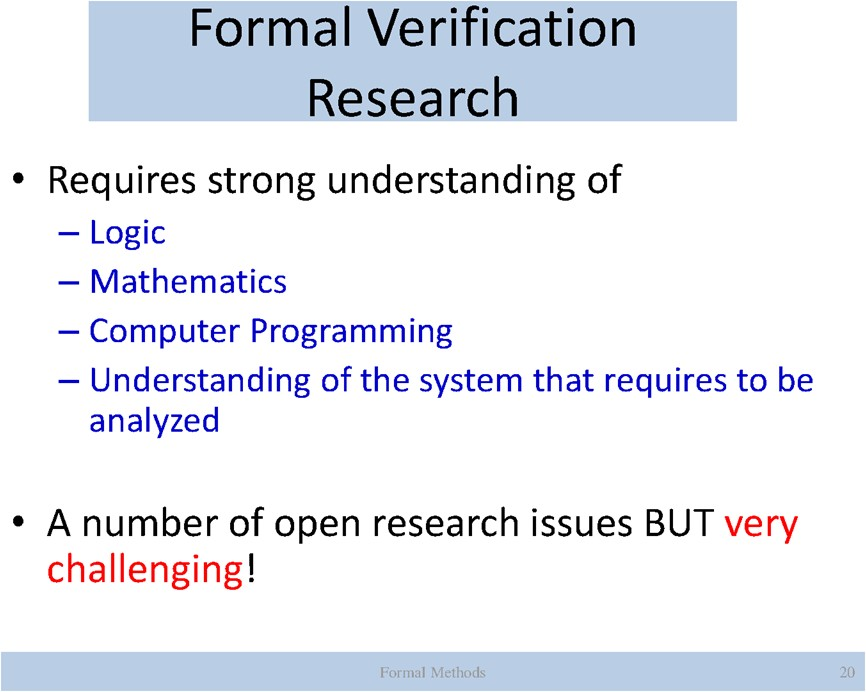 Formal Verification
Research
• Requires strong understanding of
– Logic
– Mathematics
– Computer Programming
– Understanding of the system that requires to be
analyzed
• A number of open research issues BUT very
challenging!
Formal Methods
20